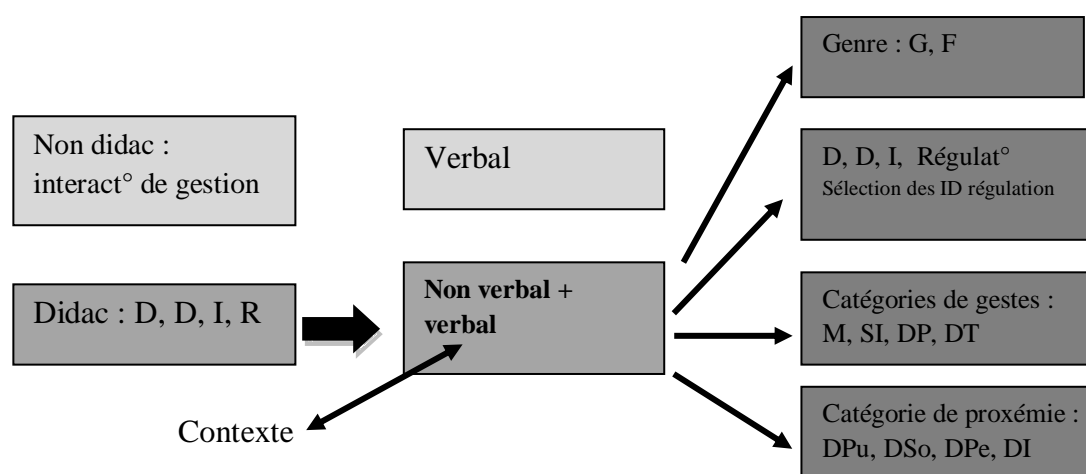 Non didac :
interact° de gestion
Didac : D, D, I, R
Contexte
Verbal
Non verbal +
verbal
Genre : G, F
D, D, I, Régulat°
Sélection des ID régulation
Catégories de gestes :
M, SI, DP, DT
Catégorie de proxémie :
DPu, DSo, DPe, DI